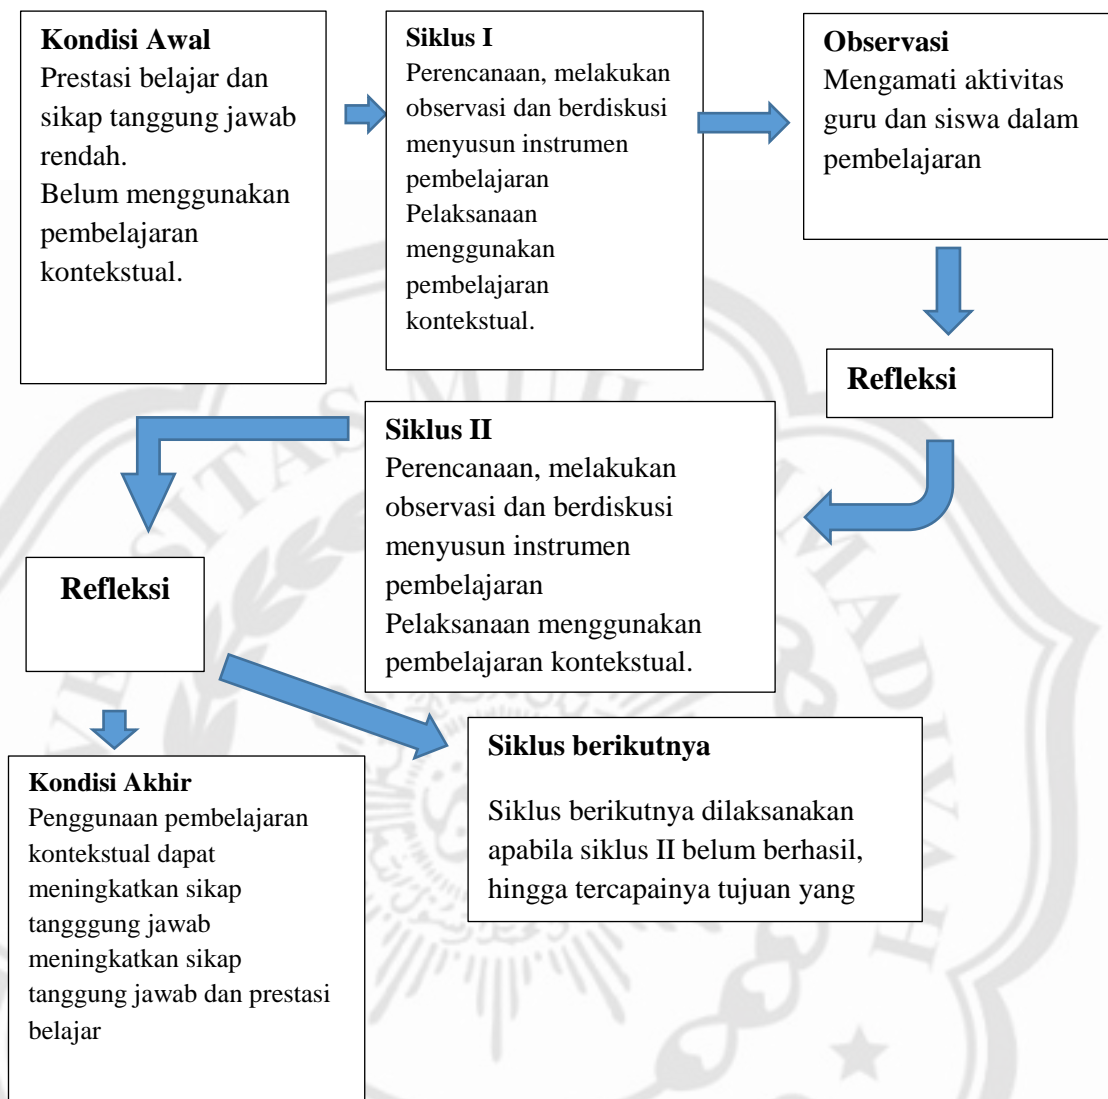 Kondisi Awal
Prestasi belajar dan
sikap tanggung jawab
rendah.
Belum menggunakan
pembelajaran
kontekstual.
Siklus I
Perencanaan, melakukan
observasi dan berdiskusi
menyusun instrumen
pembelajaran
Pelaksanaan
menggunakan
pembelajaran
kontekstual.
Observasi
Mengamati aktivitas
guru dan siswa dalam
pembelajaran
Refleksi
Siklus II
Perencanaan, melakukan
observasi dan berdiskusi
menyusun instrumen
pembelajaran
Pelaksanaan menggunakan
pembelajaran kontekstual.
Refleksi
Siklus berikutnya
Siklus berikutnya dilaksanakan
apabila siklus II belum berhasil,
hingga tercapainya tujuan yang
Kondisi Akhir
Penggunaan pembelajaran
kontekstual dapat
meningkatkan sikap
tangggung jawab
meningkatkan sikap
tanggung jawab dan prestasi
belajar